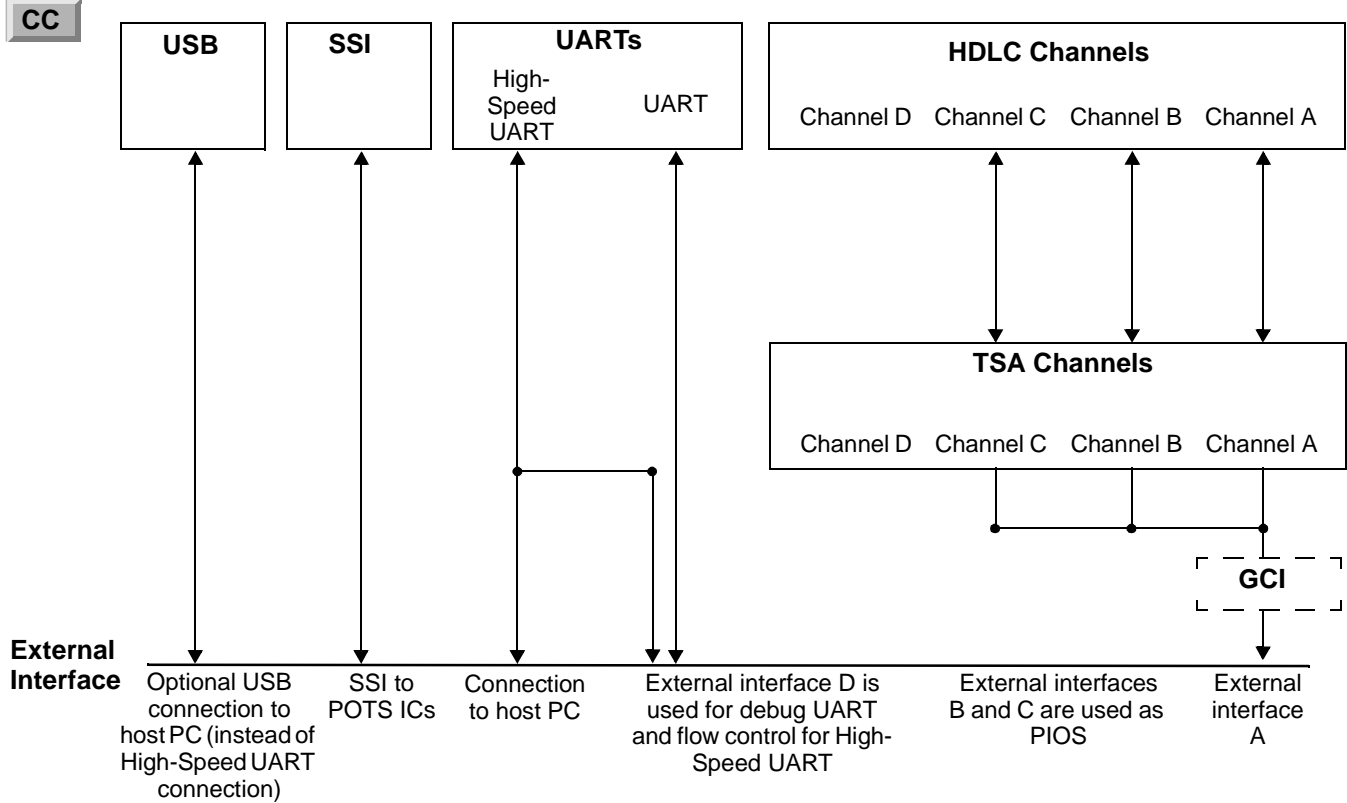 CC
USB
SSI
UARTs
High-
Speed
UART
UART
HDLC Channels
Channel D Channel C Channel B Channel A
TSA Channels
Channel D Channel C Channel B Channel A
GCI
External
Interface
Optional USB
connection to
host PC (instead of
High-Speed UART
connection)
SSI to
POTS ICs
Connection
to host PC
External interface D is
used for debug UART
and flow control for High-
Speed UART
External interfaces
B and C are used as
PIOS
External
interface
A